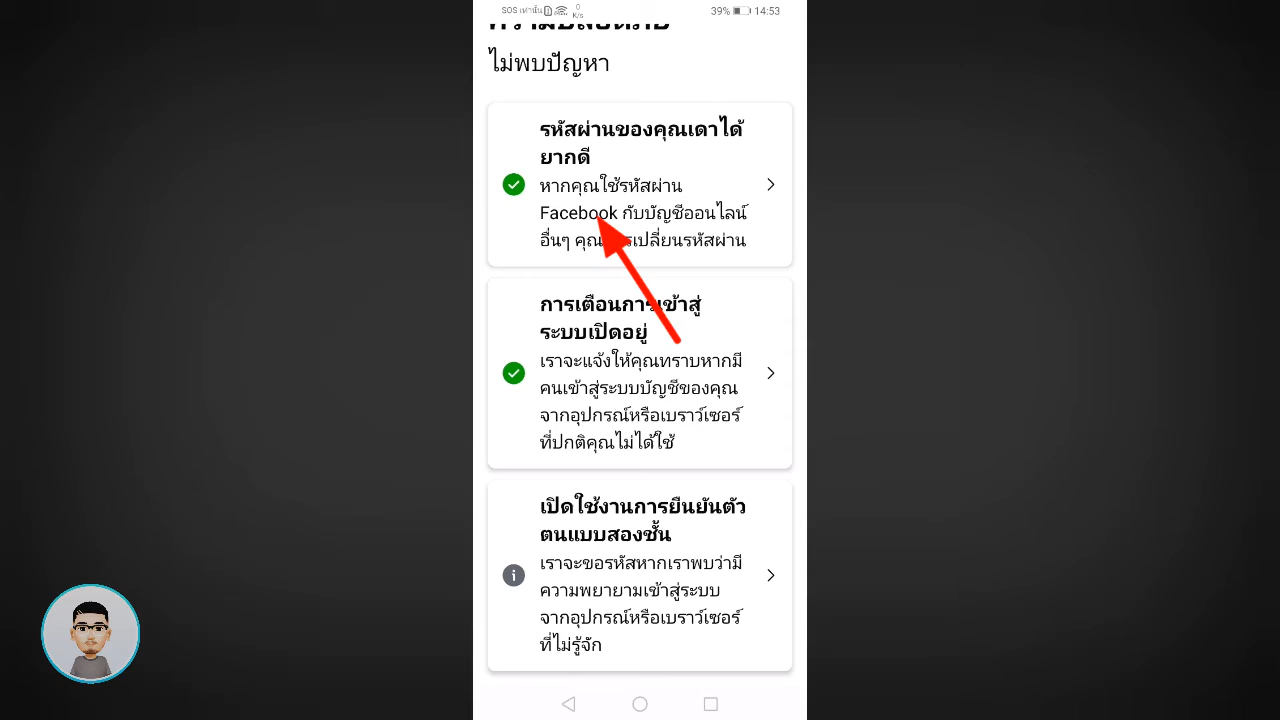 SOS เท่านั้น 0 K/s 39% 14:53
ไม่พบปัญหา
รหัสผ่านของคุณเดาได้
ยากดี
หากคุณใช้รหัสผ่าน
Facebook กับบัญชีออนไลน์
อื่นๆ คุณควรเปลี่ยนรหัสผ่าน
การเตือนการเข้าสู่
ระบบเปิดอยู่
เราจะแจ้งให้คุณทราบหากมี
คนเข้าสู่ระบบบัญชีของคุณ
จากอุปกรณ์หรือเบราว์เซอร์
ที่ปกติคุณไม่ได้ใช้
เปิดใช้งานการยืนยันตัว
ตนแบบสองชั้น
เราจะขอรหัสหากเราพบว่ามี
ความพยายามเข้าสู่ระบบ
จากอุปกรณ์หรือเบราว์เซอร์
ที่ไม่รู้จัก